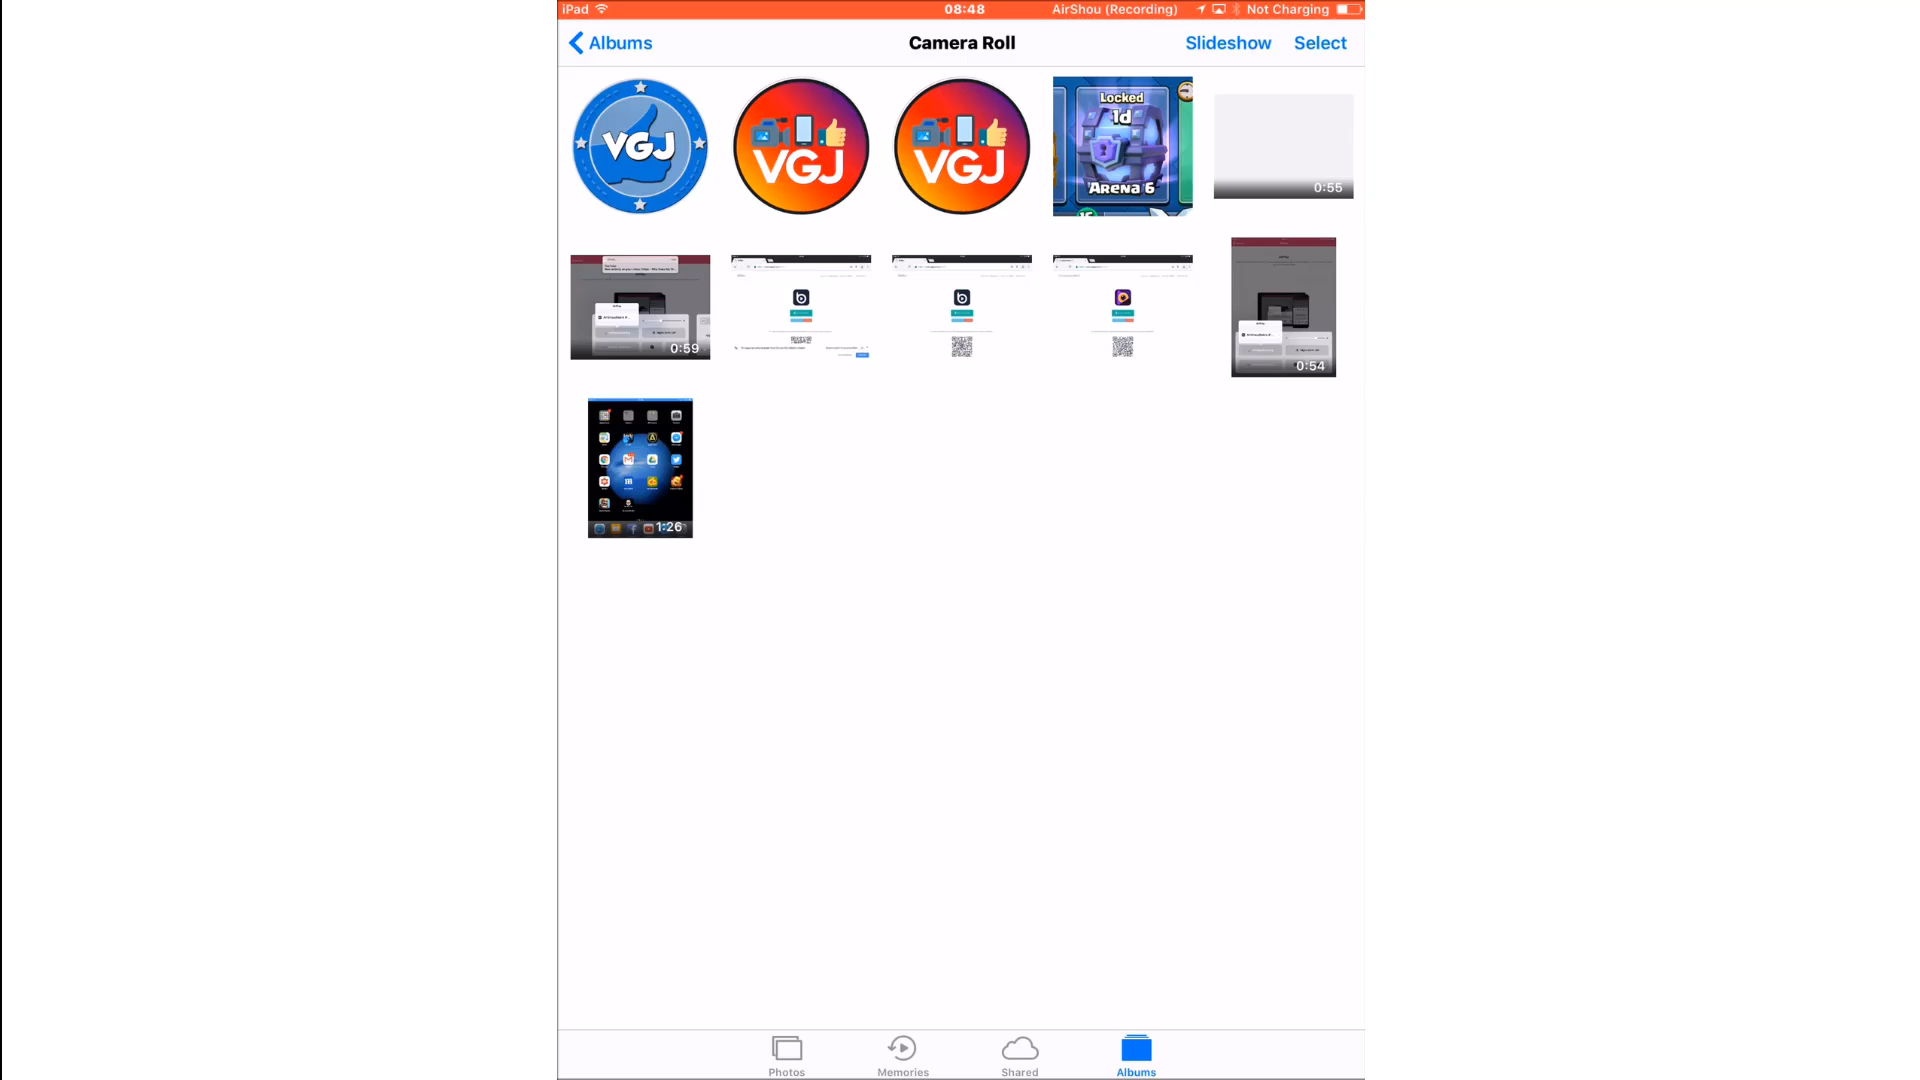 iPad 08:48 AirShou (Recording) Not Charging
Albums Camera Roll Slideshow Select
VGJ
VGJ
VGJ
Locked
1d
Arena 6
0:55
0:59
0:54
1:26
Photos Memories Shared Albums